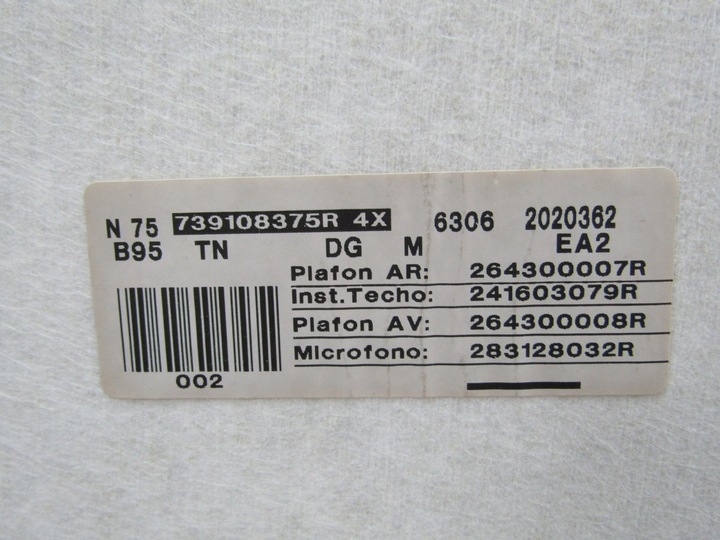 N 75 739108375R 4X 6306 2020362
B95 TN DG M EA2
Plafon AR: 264300007R
Inst.Techo: 241603079R
Plafon AV: 264300008R
Microfono: 283128032R
002